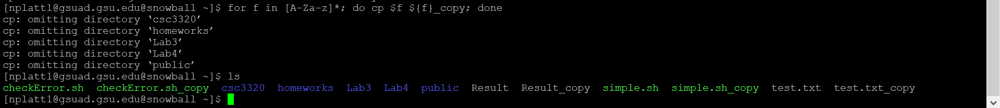 [nplatt1@gsuad.gsu.edu@snowball ~]$ for f in [A-Za-z]*; do cp $f ${f}_copy; done
cp: omitting directory ‘csc3320’
cp: omitting directory ‘homeworks’
cp: omitting directory ‘Lab3’
cp: omitting directory ‘Lab4’
cp: omitting directory ‘public’
[nplatt1@gsuad.gsu.edu@snowball ~]$ ls
checkError.sh  checkError.sh_copy  csc3320  homeworks  Lab3  Lab4  public  Result  Result_copy  simple.sh  simple.sh_copy  test.txt  test.txt_copy
[nplatt1@gsuad.gsu.edu@snowball ~]$